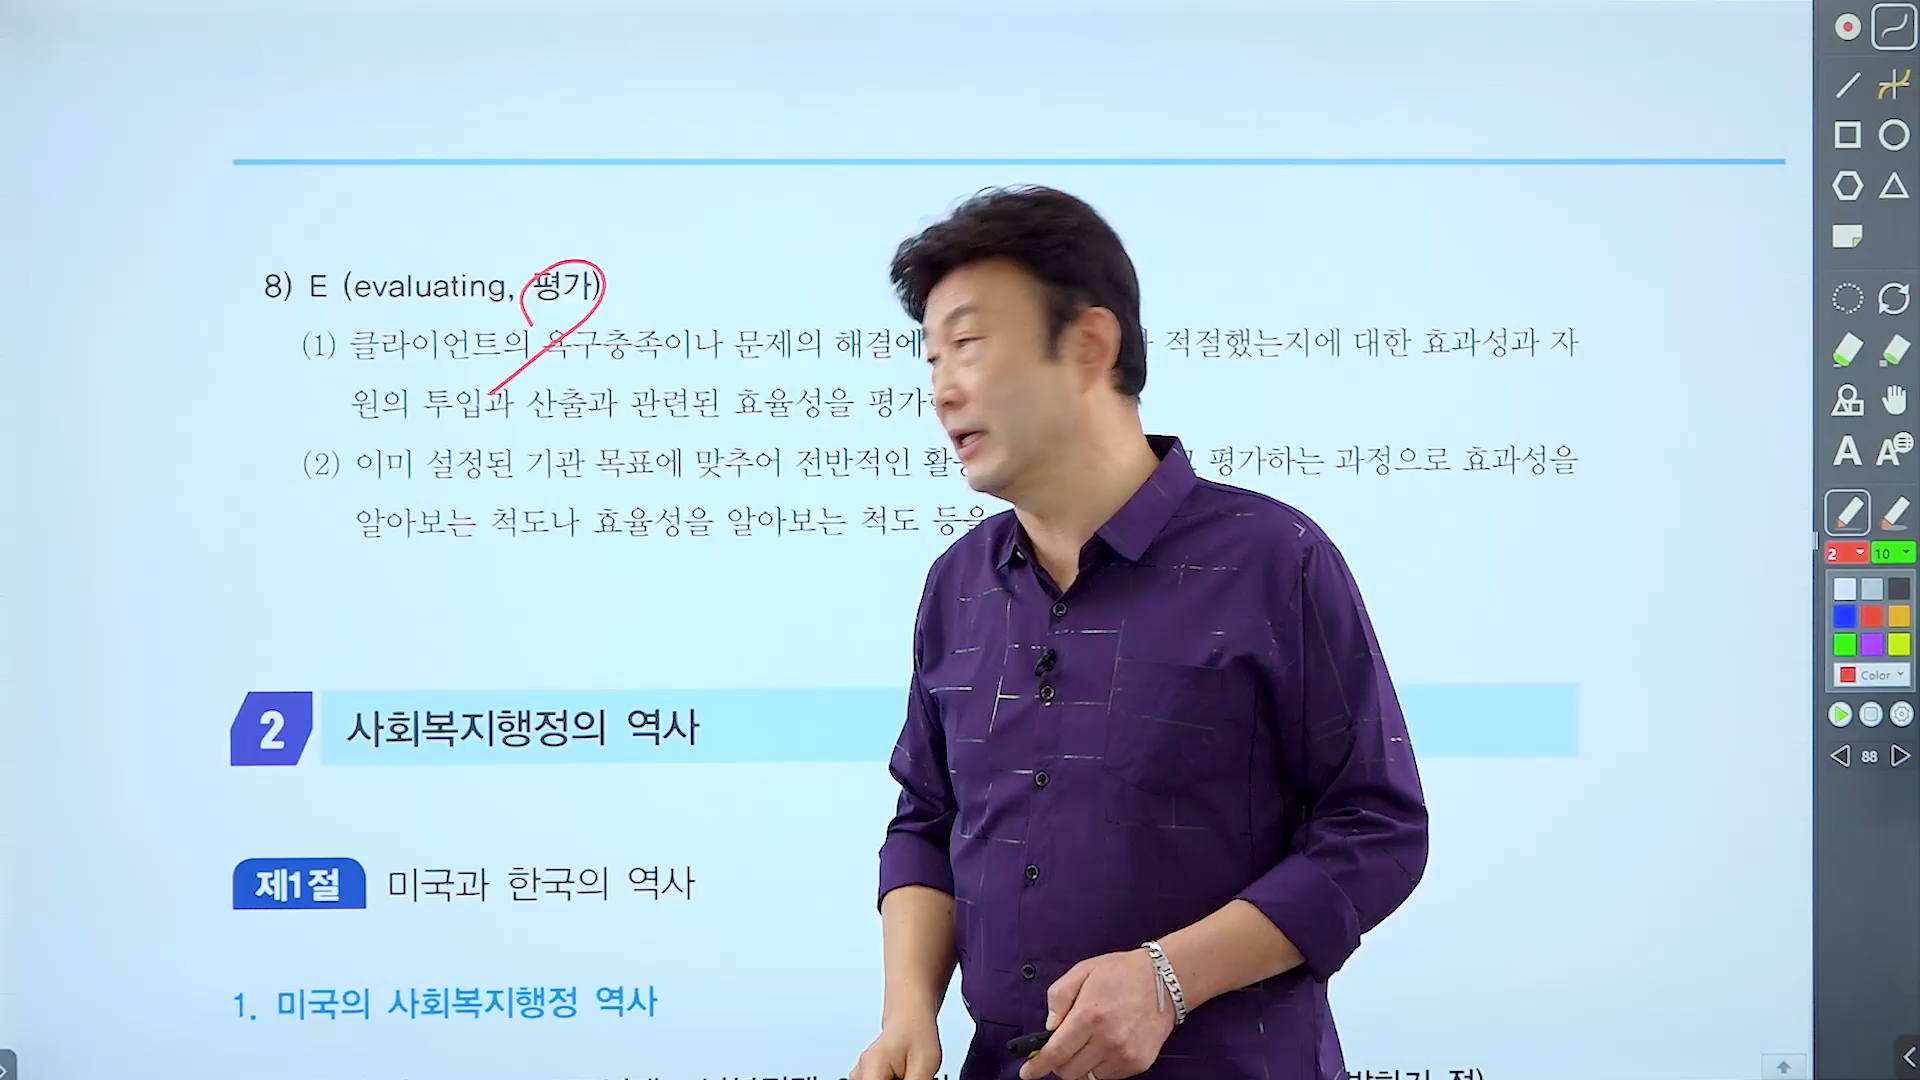 8) E (evaluating, 평가)
(1) 클라이언트의 욕구충족이나 문제의 해결에 적절했는지에 대한 효과성과 자
원의 투입과 산출과 관련된 효율성을 평가
(2) 이미 설정된 기관 목표에 맞추어 전반적인 평가하는 과정으로 효과성을
알아보는 척도나 효율성을 알아보는 척도 등을
2 사회복지행정의 역사
제1절 미국과 한국의 역사
1. 미국의 사회복지행정 역사
2
10
Color
88